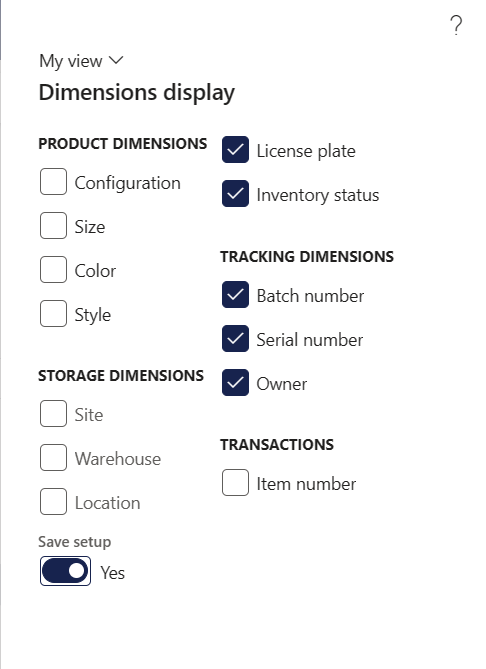 ?
My view
Dimensions display
PRODUCT DIMENSIONS
Configuration
Size
Color
Style
STORAGE DIMENSIONS
Site
Warehouse
Location
Save setup
Yes
License plate
Inventory status
TRACKING DIMENSIONS
Batch number
Serial number
Owner
TRANSACTIONS
Item number